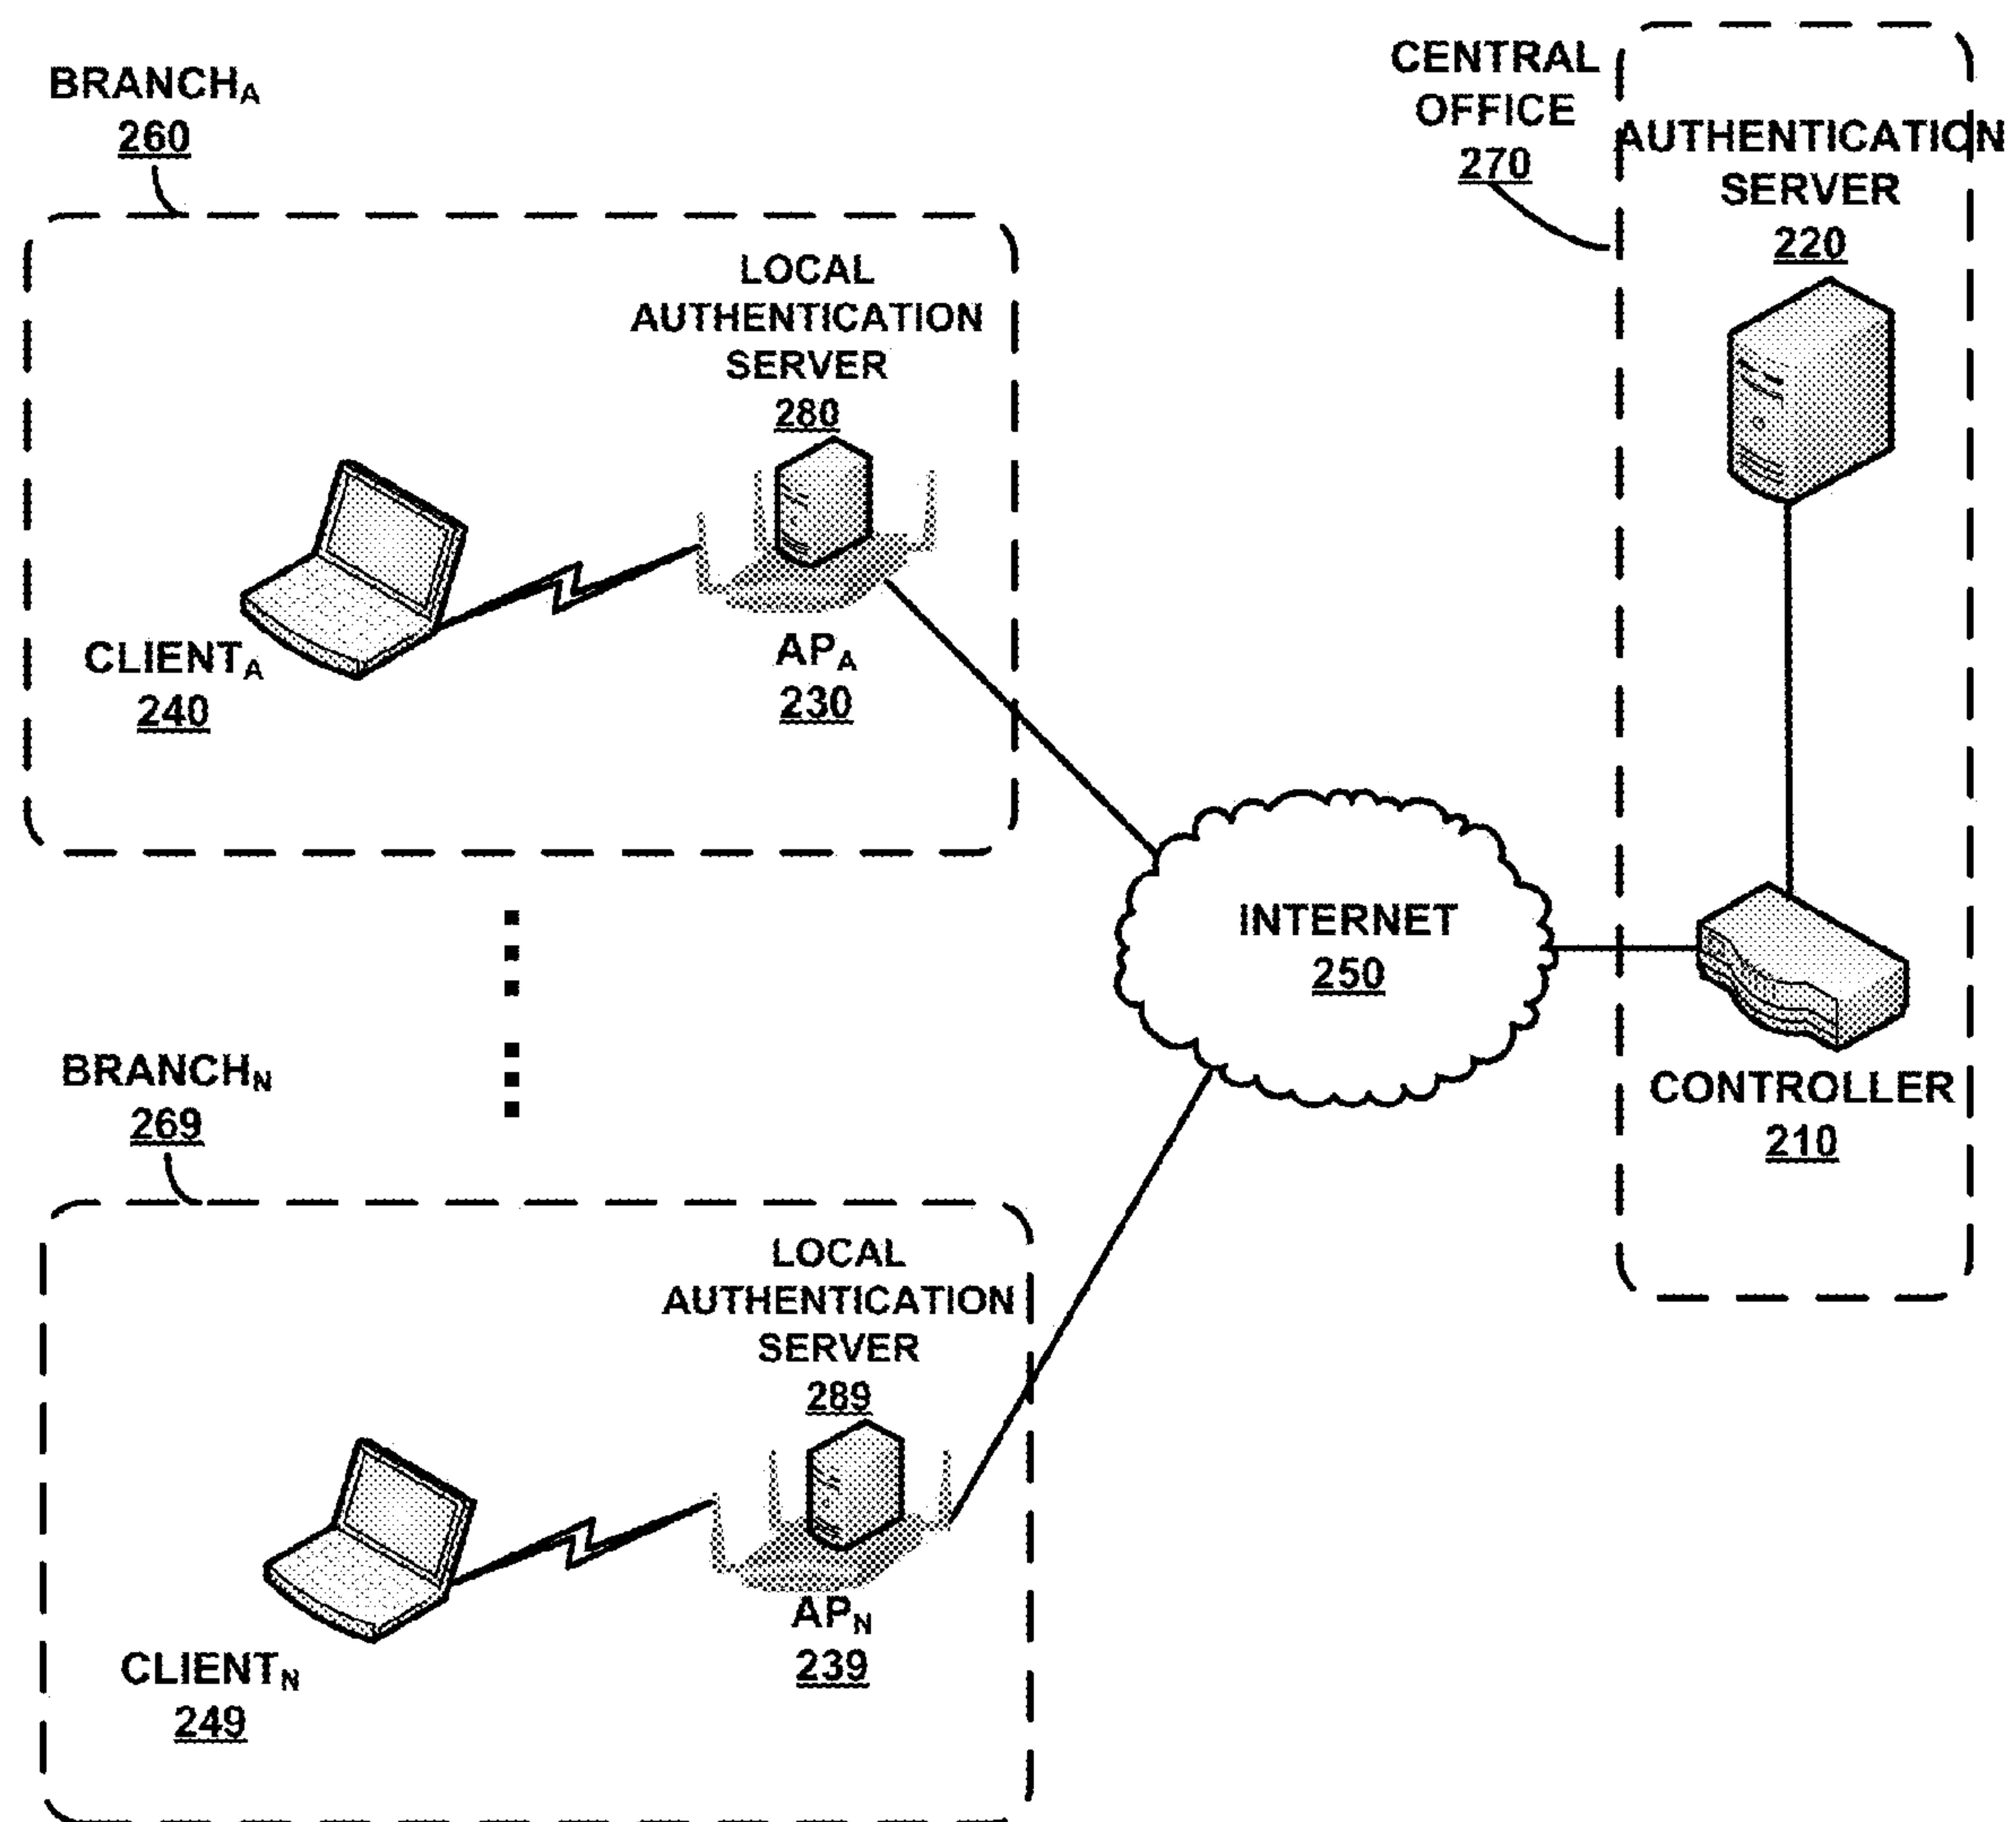 BRANCHA
260
LOCAL
AUTHENTICATION
SERVER
280
CLIENTA
240
APA
230
BRANCHN
269
LOCAL
AUTHENTICATION
SERVER
289
CLIENTN
249
APN
239
INTERNET
250
CENTRAL
OFFICE
270
AUTHENTICATION
SERVER
220
CONTROLLER
210